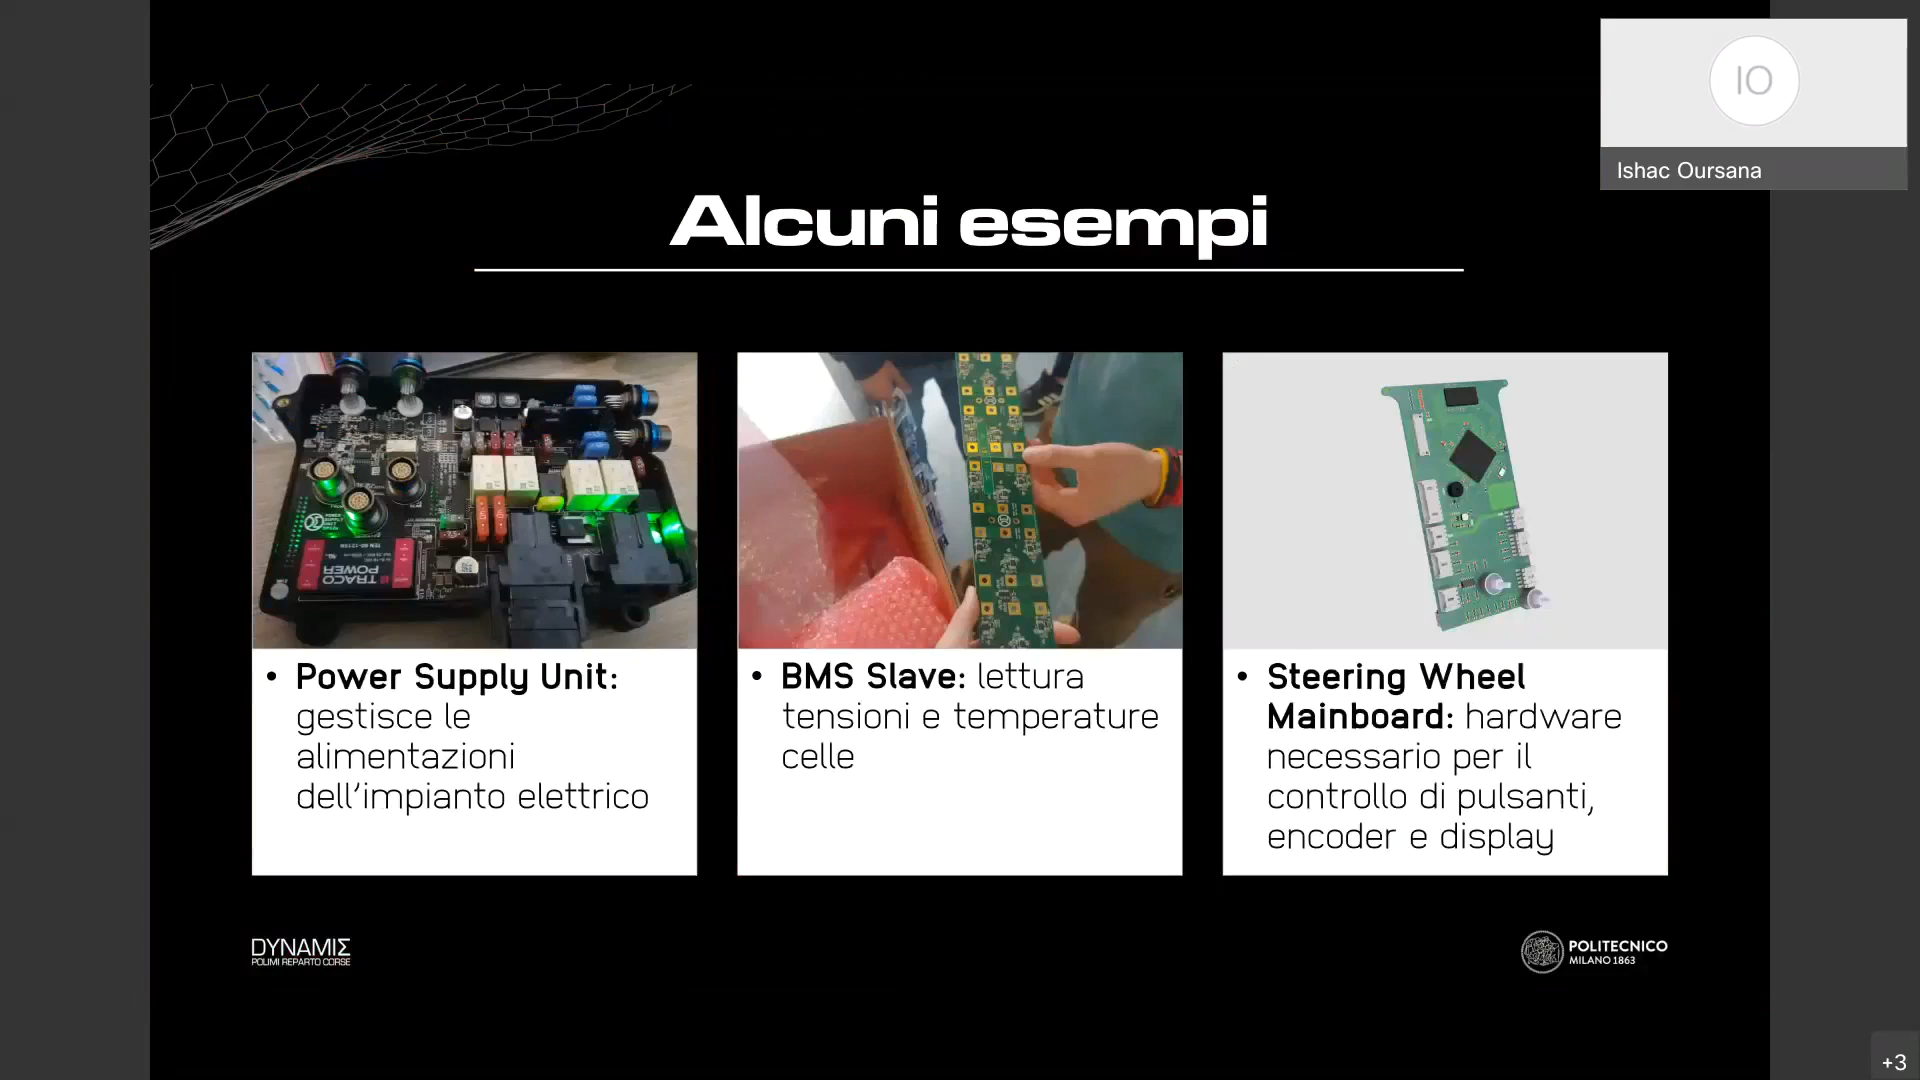 IO
Ishac Oursana
Alcuni esempi
TRACO
POWER
• Power Supply Unit:
gestisce le
alimentazioni
dell'impianto elettrico
• BMS Slave: lettura
tensioni e temperature
celle
• Steering Wheel
Mainboard: hardware
necessario per il
controllo di pulsanti,
encoder e display
DYNAMIΣ
POLIMI REPARTO CORSE
POLITECNICO
MILANO 1863
+3